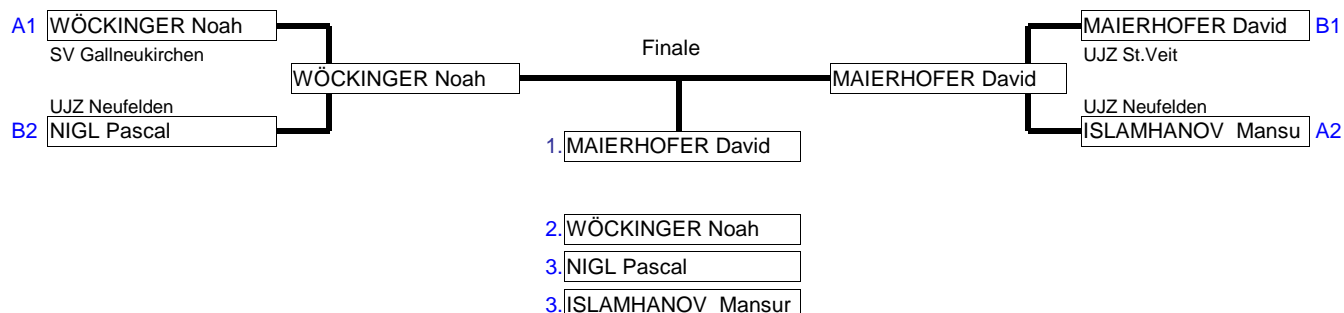 A1 WÖCKINGER Noah
SV Gallneukirchen
Finale
MAIERHOFER David B1
UJZ St.Veit
WÖCKINGER Noah
MAIERHOFER David
UJZ Neufelden
B2 NIGL Pascal
UJZ Neufelden
ISLAMHANOV Mansu A2
1. MAIERHOFER David
2. WÖCKINGER Noah
3. NIGL Pascal
3. ISLAMHANOV Mansur